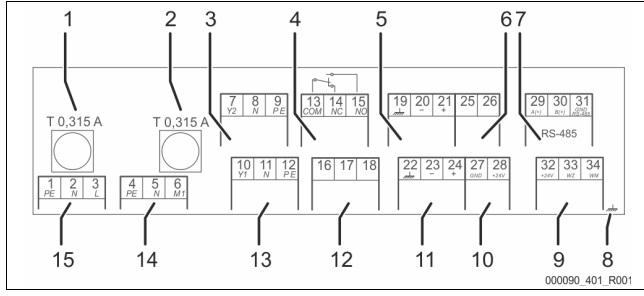 1 2 3 4 5 6 7
7 8 9 13 14 15 19 20 21 25 26 29 30 31
Y2 N PE COM NC NO − + A(+) B(+) GND RS-485
T 0,315 A T 0,315 A RS-485
10 11 12 16 17 18 22 23 24 27 28 32 33 34
Y1 N PE − + GND +24V +24V WZ WM
1 2 3 4 5 6
PE N L PE N M1
15 14 13 12 11 10 9 8
000090_401_R001